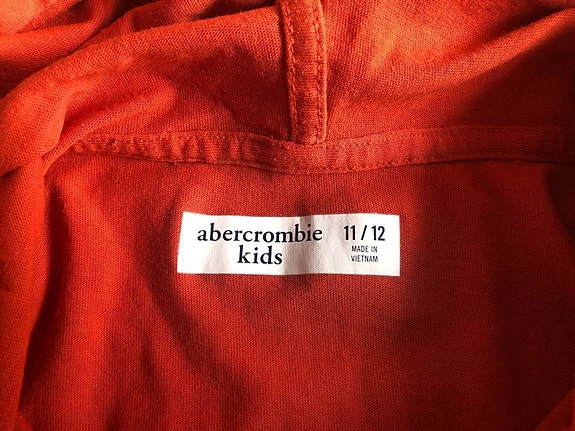 abercrombie
kids
11 / 12
MADE IN
VIETNAM